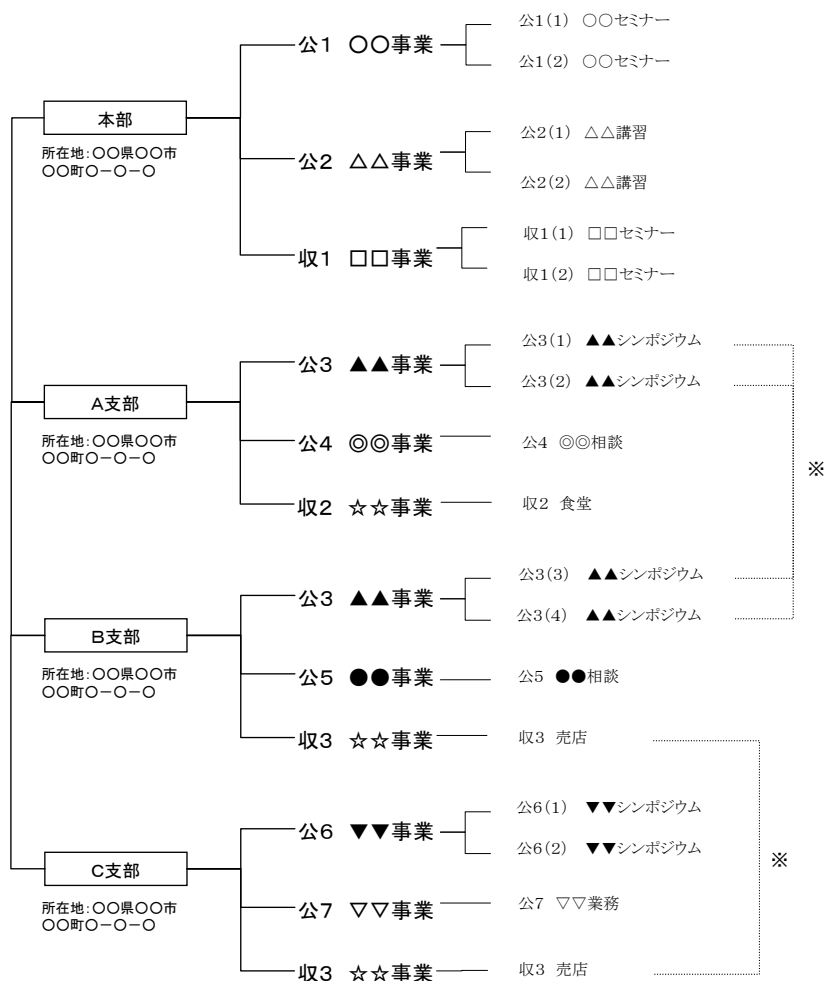 公1 ○○事業
公1(1) ○○セミナー
公1(2) ○○セミナー
本部
所在地:○○県○○市
○○町○－○－○
公2 △△事業
公2(1) △△講習
公2(2) △△講習
収1 □□事業
収1(1) □□セミナー
収1(2) □□セミナー
公3 ▲▲事業
公3(1) ▲▲シンポジウム
公3(2) ▲▲シンポジウム
A支部
所在地:○○県○○市
○○町○－○－○
公4 ◎◎事業
公4 ◎◎相談
※
収2 ☆☆事業
収2 食堂
公3 ▲▲事業
公3(3) ▲▲シンポジウム
公3(4) ▲▲シンポジウム
B支部
所在地:○○県○○市
○○町○－○－○
公5 ●●事業
公5 ●●相談
収3 ☆☆事業
収3 売店
公6 ▼▼事業
公6(1) ▼▼シンポジウム
公6(2) ▼▼シンポジウム
※
C支部
所在地:○○県○○市
○○町○－○－○
公7 ▽▽事業
公7 ▽▽業務
収3 ☆☆事業
収3 売店